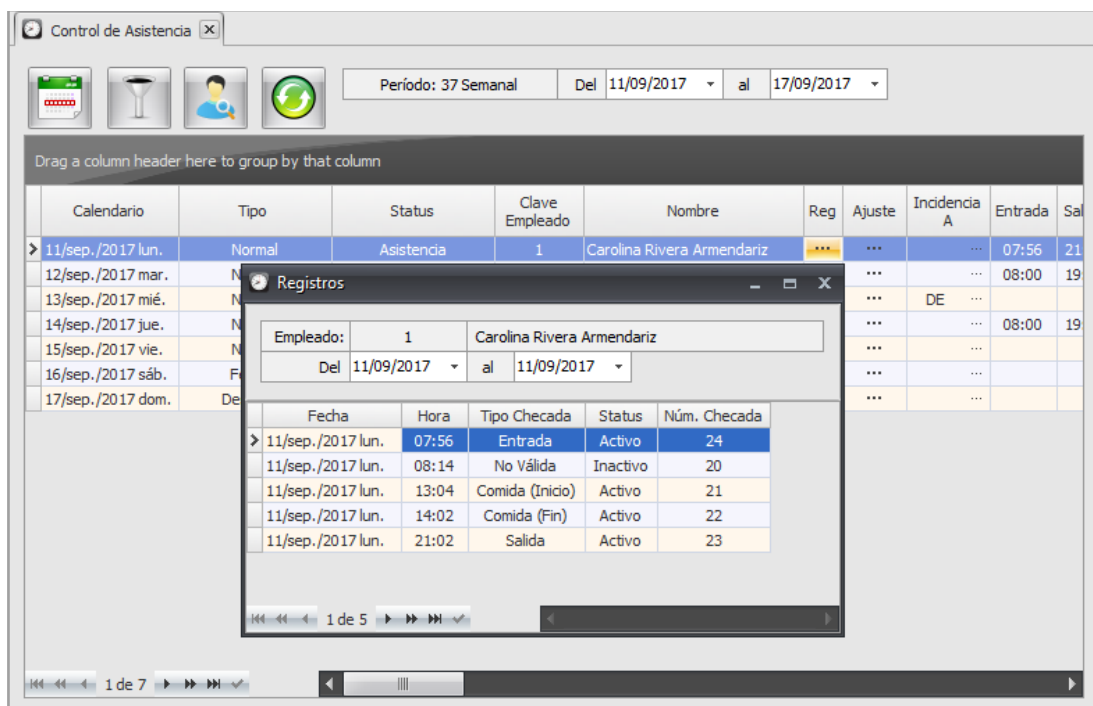 Control de Asistencia
Período: 37 Semanal Del 11/09/2017 al 17/09/2017
Drag a column header here to group by that column
Calendario Tipo Status Clave Empleado Nombre Reg Ajuste Incidencia A Entrada Sal
11/sep./2017 lun. Normal Asistencia 1 Carolina Rivera Armendariz ... ... ... 07:56 21
12/sep./2017 mar. N ... ... 08:00 19
13/sep./2017 mié. N ... DE ...
14/sep./2017 jue. N ... ... 08:00 19
15/sep./2017 vie. N ... ...
16/sep./2017 sáb. Fe ... ...
17/sep./2017 dom. De ... ...
Registros
Empleado: 1 Carolina Rivera Armendariz
Del 11/09/2017 al 11/09/2017
Fecha Hora Tipo Checada Status Núm. Checada
11/sep./2017 lun. 07:56 Entrada Activo 24
11/sep./2017 lun. 08:14 No Válida Inactivo 20
11/sep./2017 lun. 13:04 Comida (Inicio) Activo 21
11/sep./2017 lun. 14:02 Comida (Fin) Activo 22
11/sep./2017 lun. 21:02 Salida Activo 23
1 de 5
1 de 7